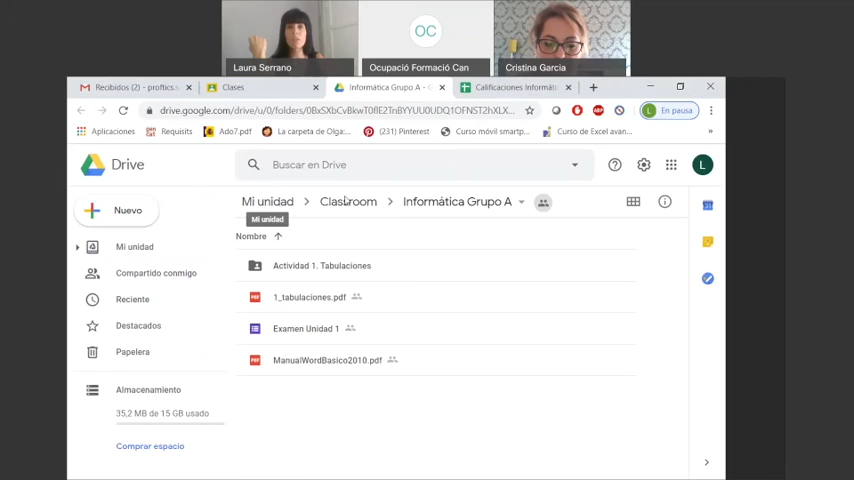 OC
Laura Serrano
Ocupació Formació Can
Cristina Garcia
Recibidos (2) - proftics.s
Clases
Informática Grupo A - G
Calificaciones Informáti
drive.google.com/drive/u/0/folders/
En pausa
Aplicaciones
Requisits
Ado7.pdf
La carpeta de Olga:...
(231) Pinterest
Curso móvil smartp...
Curso de Excel avan...
Drive
Buscar en Drive
L
Nuevo
Mi unidad
Classroom
Informática Grupo A
Mi unidad
Nombre
Mi unidad
Actividad 1. Tabulaciones
Compartido conmigo
1_tabulaciones.pdf
Reciente
Examen Unidad 1
Destacados
Papelera
ManualWordBasico2010.pdf
Almacenamiento
35,2 MB de 15 GB usado
Comprar espacio